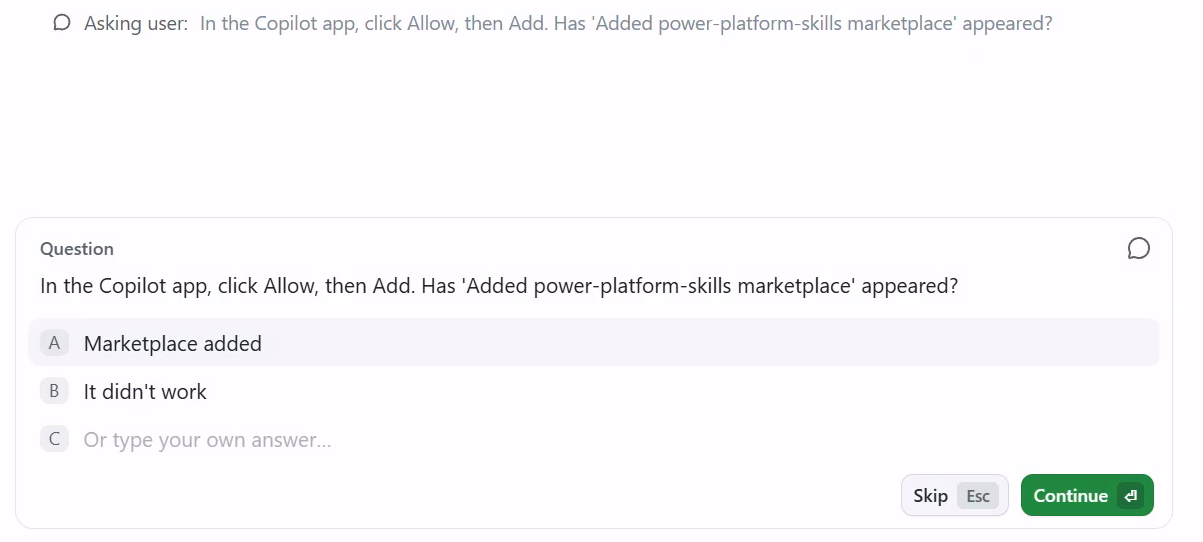 Asking user: In the Copilot app, click Allow, then Add. Has 'Added power-platform-skills marketplace' appeared?
Question
In the Copilot app, click Allow, then Add. Has 'Added power-platform-skills marketplace' appeared?
A Marketplace added
B It didn't work
C Or type your own answer...
Skip Esc Continue